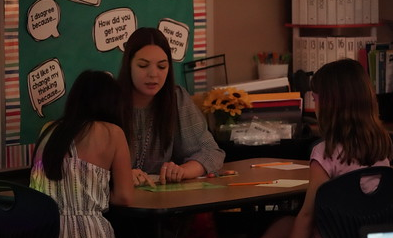 I disagree
because...
How did you
get your
answer?
How do
you
know?
I'd like to
change my
thinking
because...